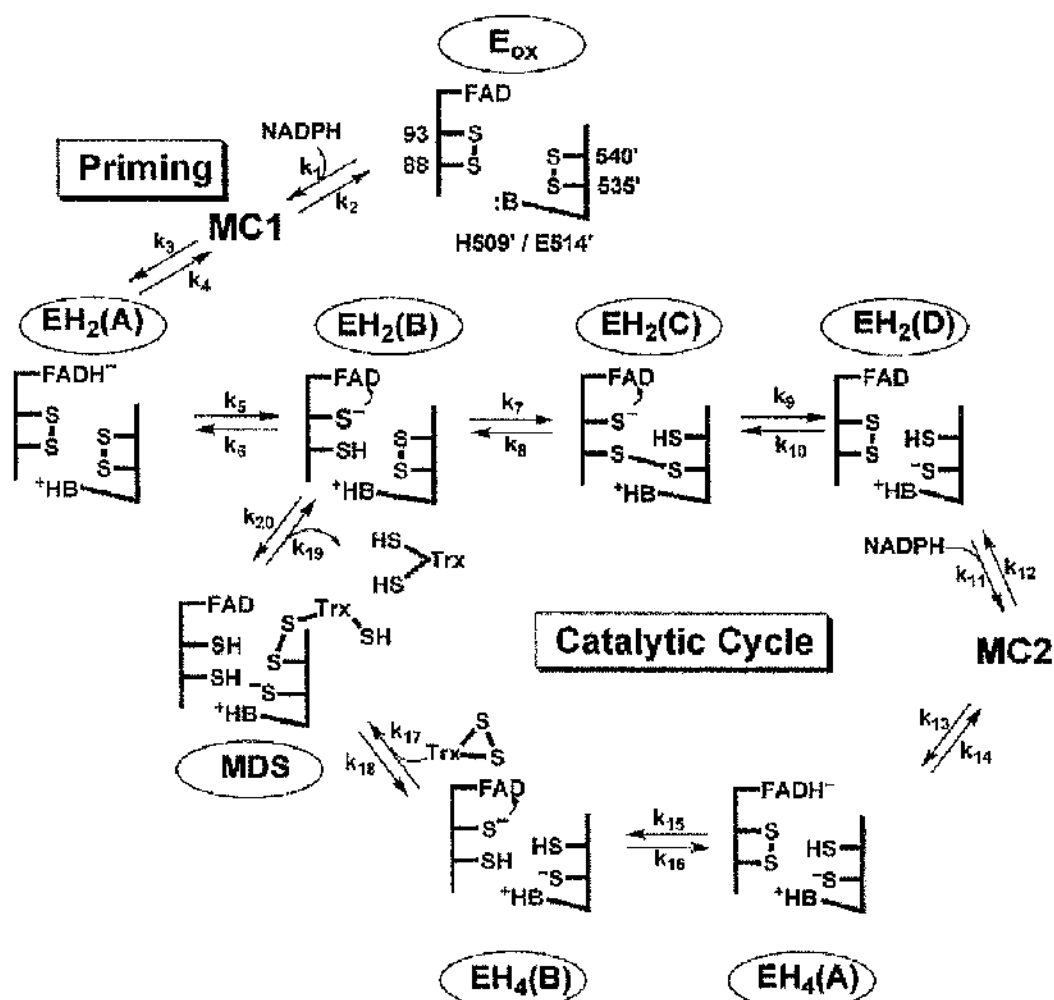 Eox
FAD
NADPH
93
S
88
S
S
540'
S
535'
Priming
k1
k2
:B
MC1
H509' / E514'
k3
k4
EH2(A)
EH2(B)
EH2(C)
EH2(D)
FADH−
FAD
FAD
FAD
S
S
S
S
+HB
k5
k6
S−
SH
S
S
+HB
k7
k8
S−
HS
S
S
+HB
k9
k10
S
S
HS
−S
+HB
k20
k19
HS
Trx
HS
NADPH
k11
k12
FAD
Trx
S
SH
SH
S
SH
−S
+HB
Catalytic Cycle
MC2
MDS
k17
k18
Trx
S
S
k13
k14
FAD
S−
HS
SH
−S
+HB
k15
k16
FADH−
S
S
HS
−S
+HB
EH4(B)
EH4(A)